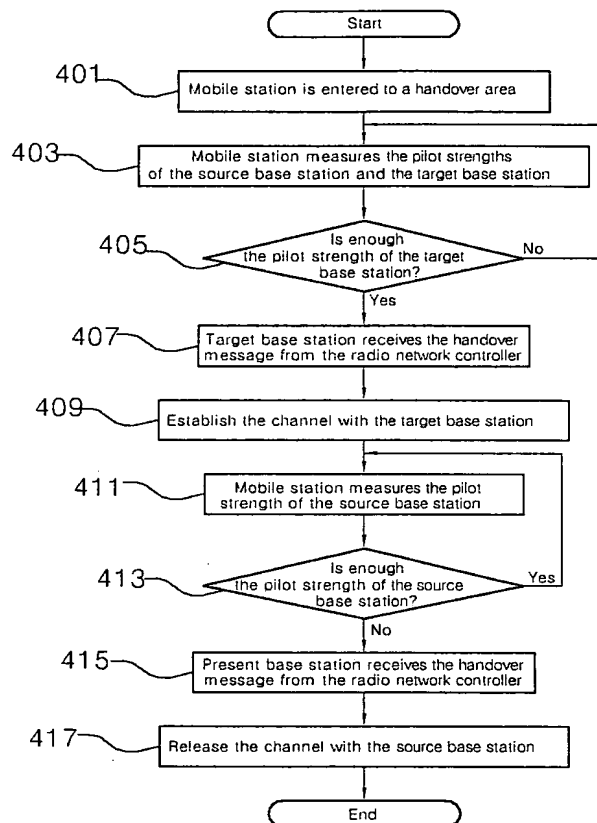 Start
401
Mobile station is entered to a handover area
403
Mobile station measures the pilot strengths
of the source base station and the target base station
405
Is enough
the pilot strength of the target
base station?
No
Yes
407
Target base station receives the handover
message from the radio network controller
409
Establish the channel with the target base station
411
Mobile station measures the pilot
strength of the source base station
413
Is enough
the pilot strength of the source
base station?
Yes
No
415
Present base station receives the handover
message from the radio network controller
417
Release the channel with the source base station
End